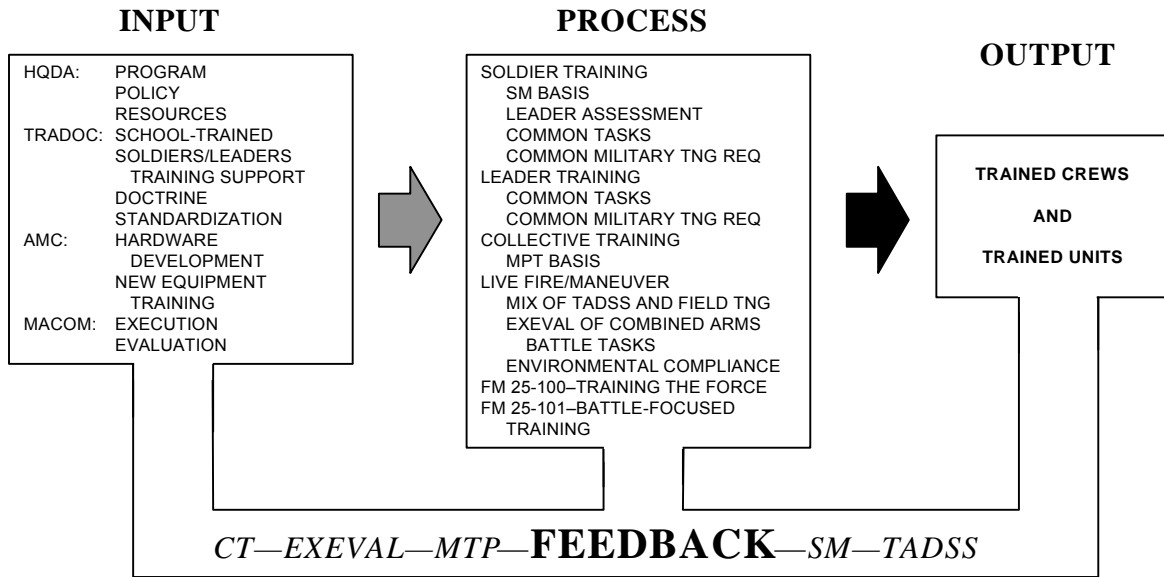 INPUT
HQDA: PROGRAM
POLICY
RESOURCES
TRADOC: SCHOOL-TRAINED
SOLDIERS/LEADERS
TRAINING SUPPORT
DOCTRINE
STANDARDIZATION
AMC: HARDWARE
DEVELOPMENT
NEW EQUIPMENT
TRAINING
MACOM: EXECUTION
EVALUATION
PROCESS
SOLDIER TRAINING
SM BASIS
LEADER ASSESSMENT
COMMON TASKS
COMMON MILITARY TNG REQ
LEADER TRAINING
COMMON TASKS
COMMON MILITARY TNG REQ
COLLECTIVE TRAINING
MPT BASIS
LIVE FIRE/MANEUVER
MIX OF TADSS AND FIELD TNG
EXEVAL OF COMBINED ARMS
BATTLE TASKS
ENVIRONMENTAL COMPLIANCE
FM 25-100–TRAINING THE FORCE
FM 25-101–BATTLE-FOCUSED
TRAINING
OUTPUT
TRAINED CREWS
AND
TRAINED UNITS
CT—EXEVAL—MTP—FEEDBACK—SM—TADSS